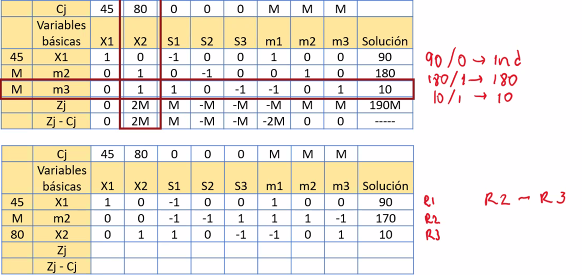 Cj 45 80 0 0 0 M M M
Variables básicas X1 X2 S1 S2 S3 m1 m2 m3 Solución
45 X1 1 0 -1 0 0 1 0 0 90
M m2 0 1 0 -1 0 0 1 0 180
M m3 0 1 1 0 -1 -1 0 1 10
Zj 0 2M M -M -M -M M M 190M
Zj - Cj 0 2M M -M -M -2M 0 0 -----
90/0 → Ind
180/1 → 180
10/1 → 10
Cj 45 80 0 0 0 M M M
Variables básicas X1 X2 S1 S2 S3 m1 m2 m3 Solución
45 X1 1 0 -1 0 0 1 0 0 90
M m2 0 0 -1 -1 1 1 1 -1 170
80 X2 0 1 1 0 -1 -1 0 1 10
Zj
Zj - Cj
R1
R2
R3
R2 - R3